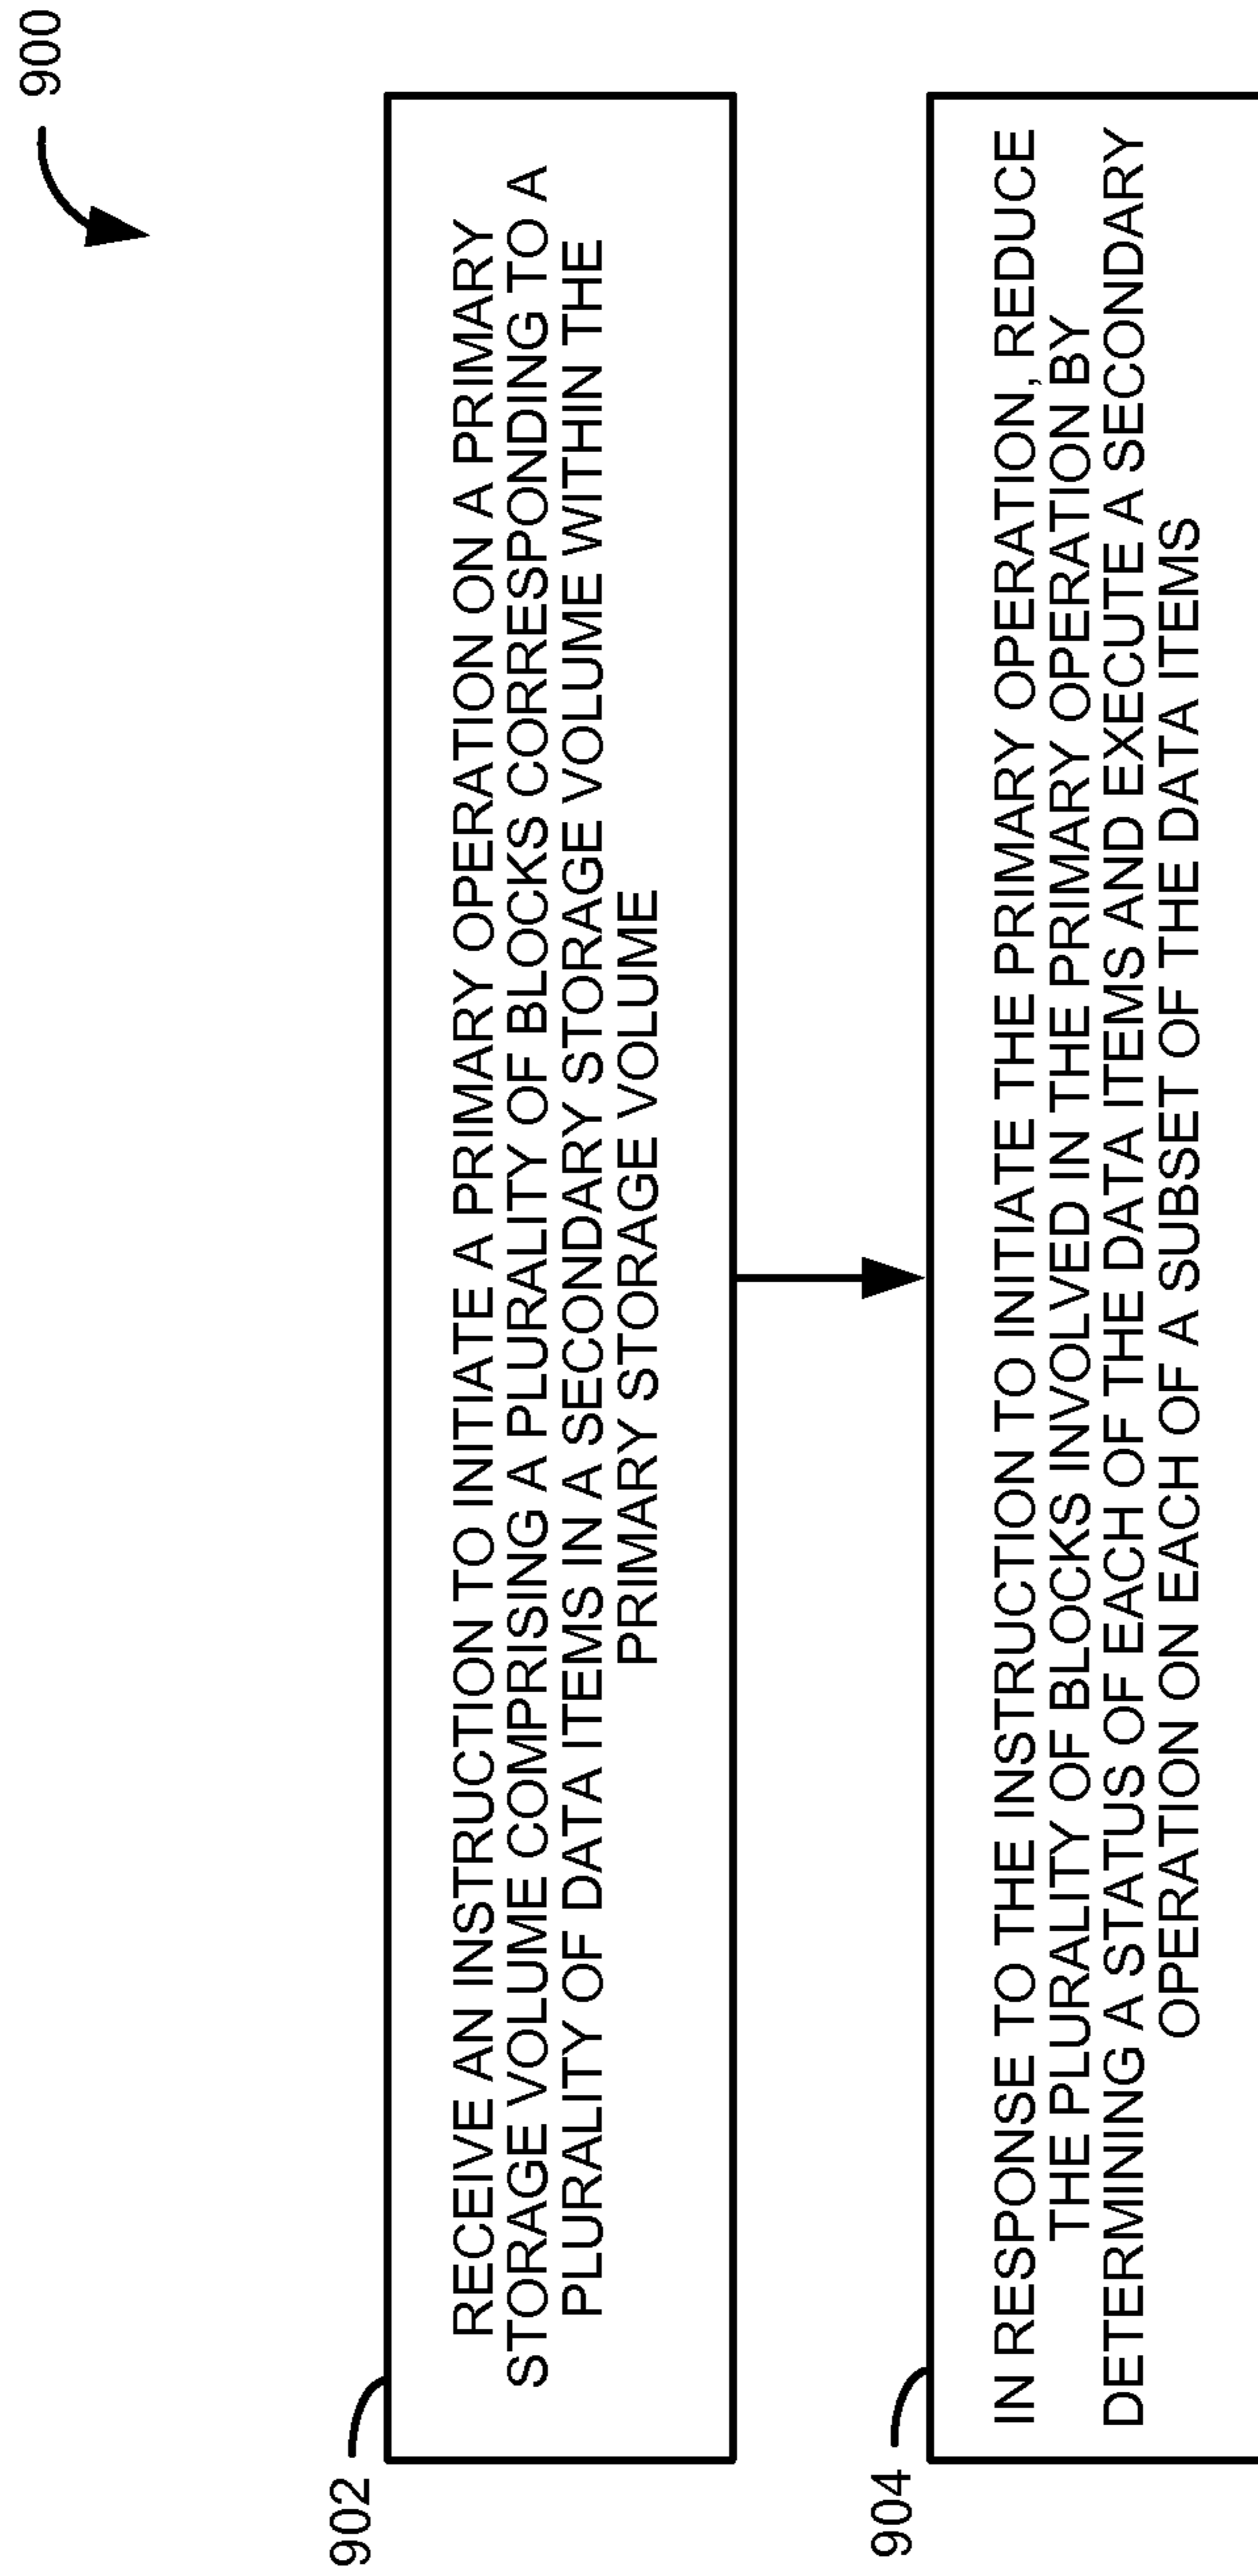 900
902
RECEIVE AN INSTRUCTION TO INITIATE A PRIMARY OPERATION ON A PRIMARY
STORAGE VOLUME COMPRISING A PLURALITY OF BLOCKS CORRESPONDING TO A
PLURALITY OF DATA ITEMS IN A SECONDARY STORAGE VOLUME WITHIN THE
PRIMARY STORAGE VOLUME
904
IN RESPONSE TO THE INSTRUCTION TO INITIATE THE PRIMARY OPERATION, REDUCE
THE PLURALITY OF BLOCKS INVOLVED IN THE PRIMARY OPERATION BY
DETERMINING A STATUS OF EACH OF THE DATA ITEMS AND EXECUTE A SECONDARY
OPERATION ON EACH OF A SUBSET OF THE DATA ITEMS